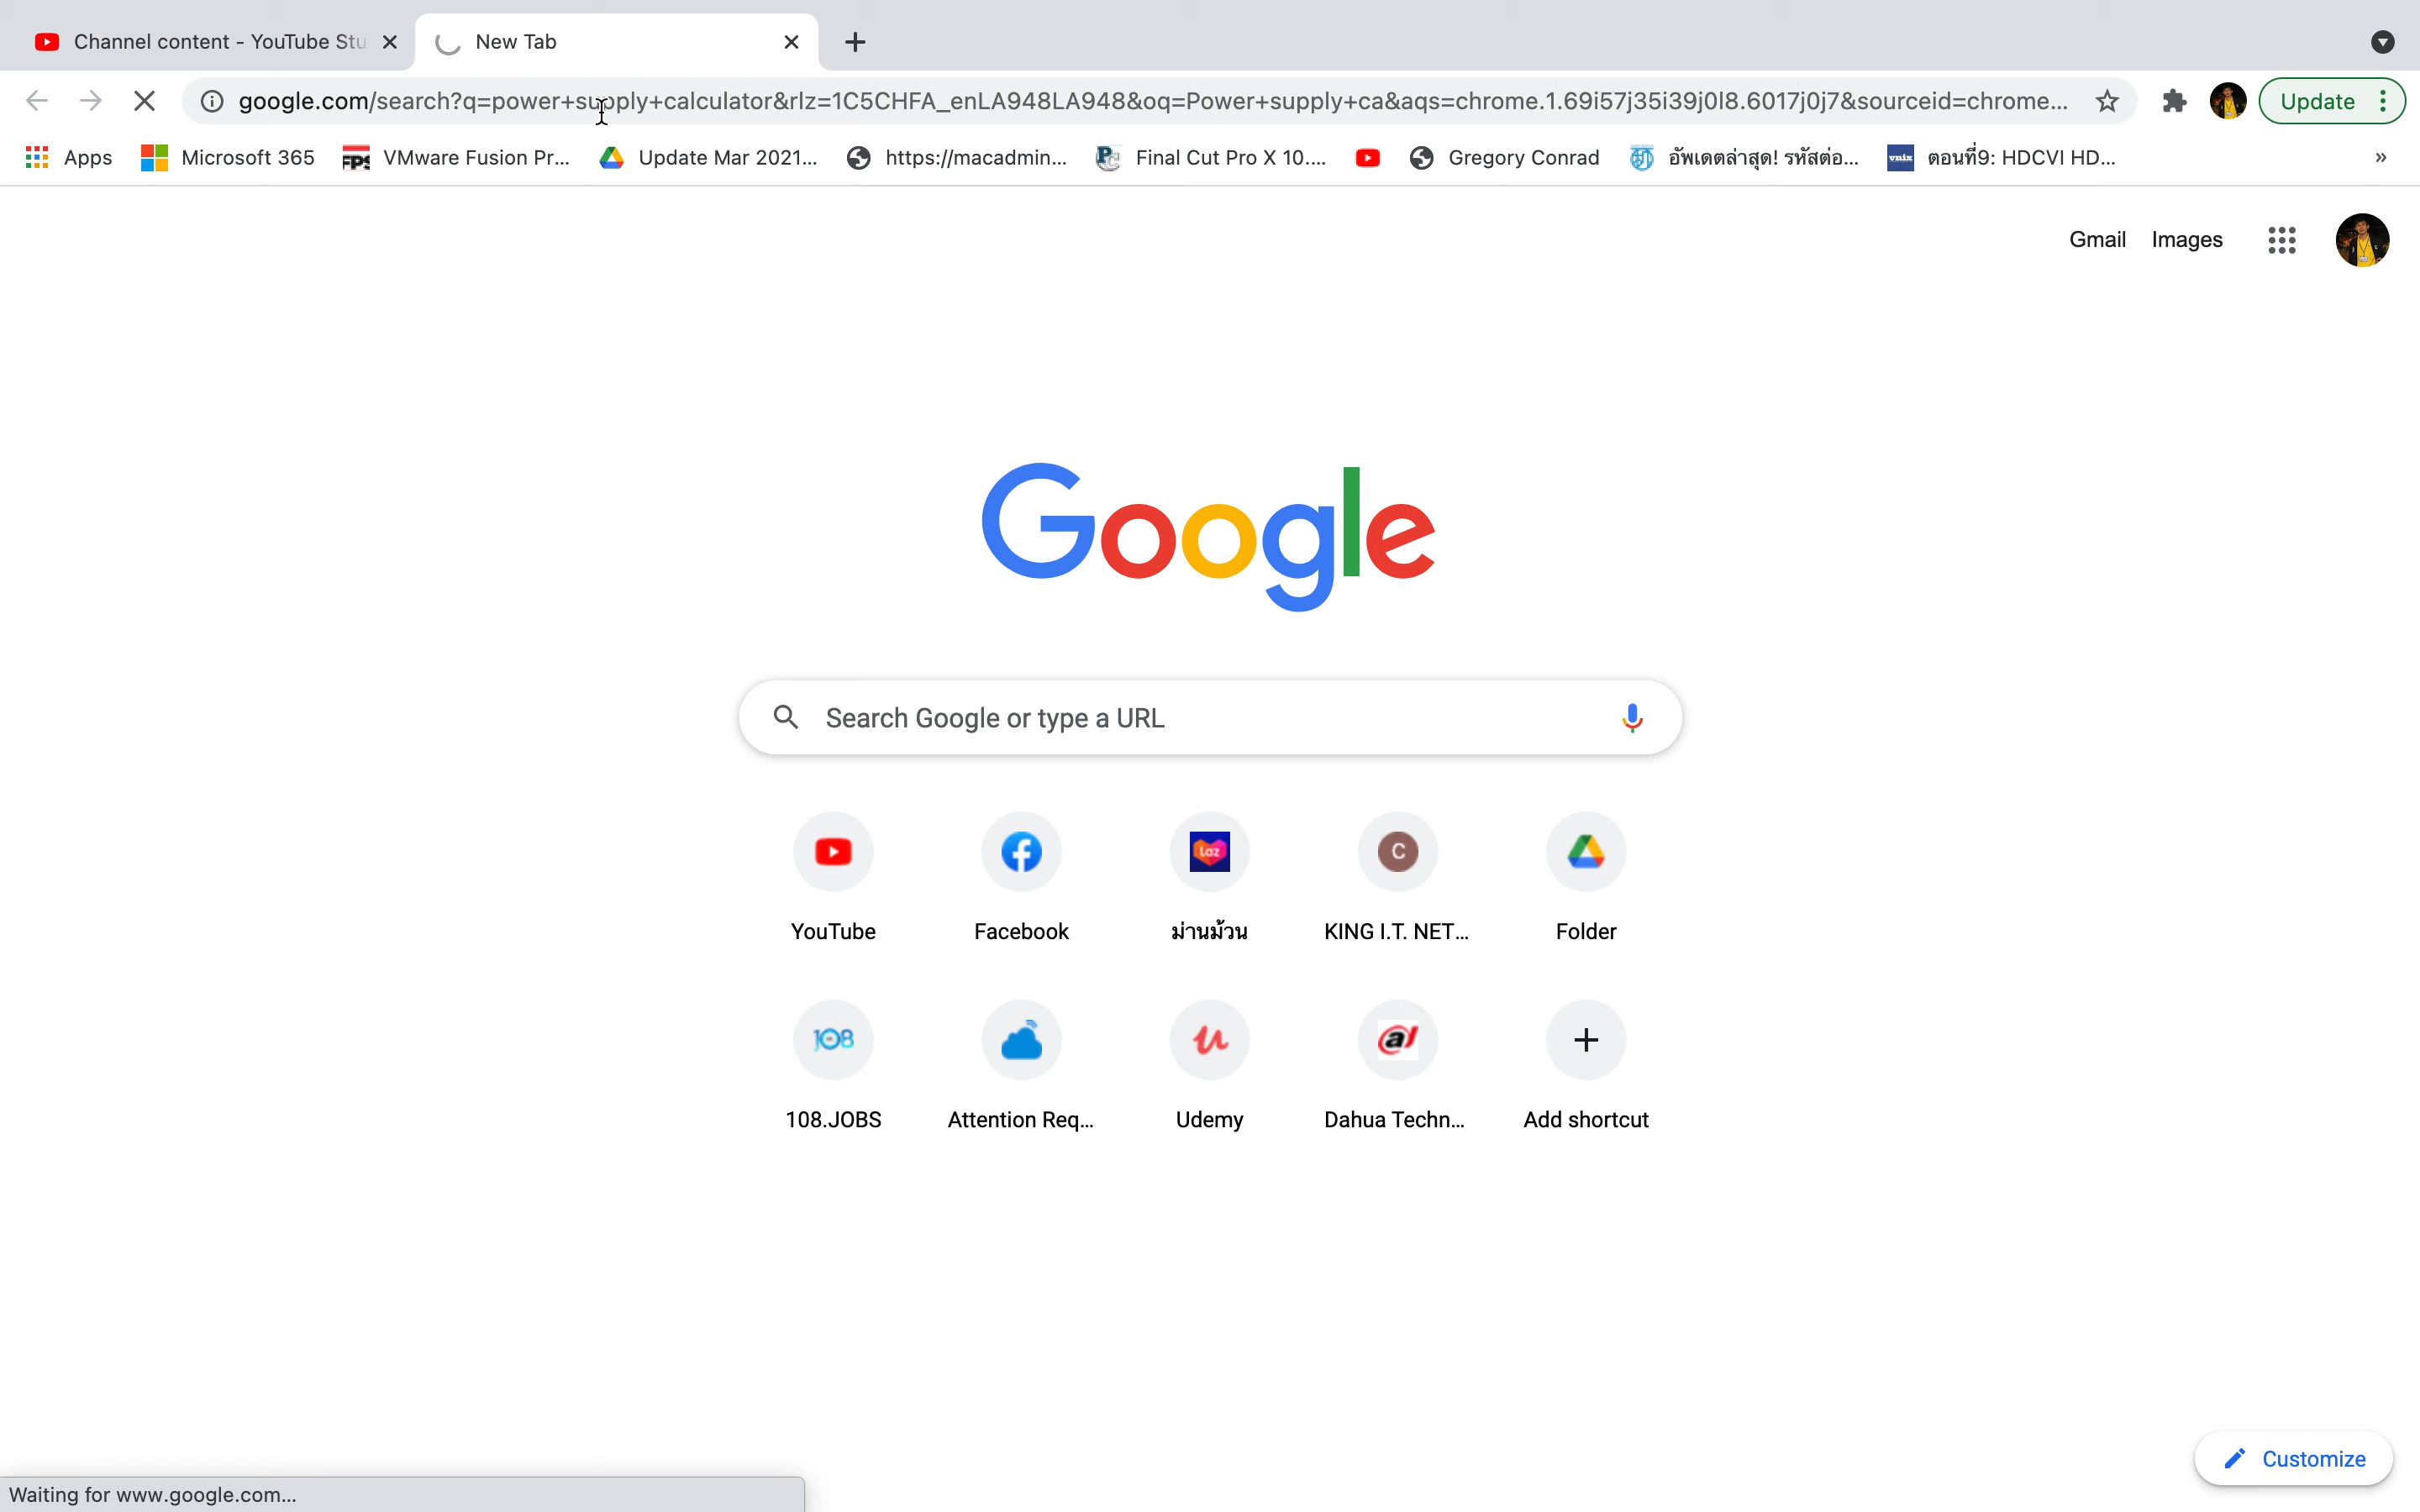 Channel content - YouTube Stu
New Tab
google.com/search?q=power+supply+calculator&rlz=1C5CHFA_enLA948LA948&oq=Power+supply+ca&aqs=chrome.1.69i57j35i39j0l8.6017j0j7&sourceid=chrome...
Update
Apps
Microsoft 365
FPS
VMware Fusion Pr...
Update Mar 2021...
https://macadmin...
Final Cut Pro X 10....
Gregory Conrad
อัพเดตล่าสุด! รหัสต่อ...
vnix
ตอนที่9: HDCVI HD...
Gmail
Images
Google
Search Google or type a URL
laz
C
YouTube
Facebook
ม่านม้วน
KING I.T. NET...
Folder
108
108.JOBS
Attention Req...
Udemy
Dahua Techn...
Add shortcut
Customize
Waiting for www.google.com...